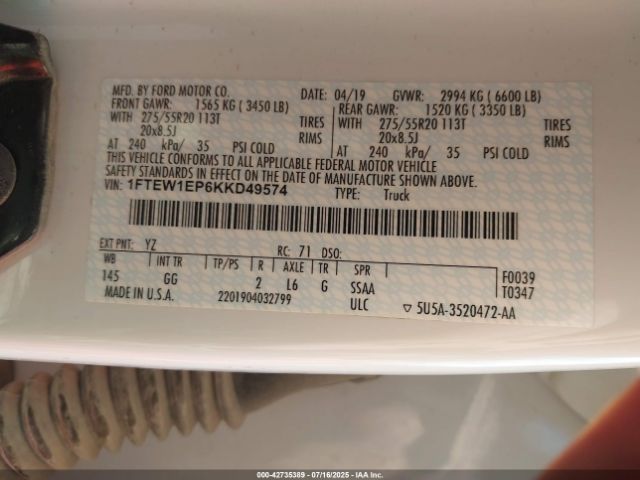 MFD. BY FORD MOTOR CO. DATE: 04/19 GVWR: 2994 KG ( 6600 LB)
FRONT GAWR: 1565 KG ( 3450 LB) REAR GAWR: 1520 KG ( 3350 LB)
WITH 275/55R20 113T TIRES WITH 275/55R20 113T TIRES
20x8.5J RIMS 20x8.5J RIMS
AT 240 kPa/ 35 PSI COLD AT 240 kPa/ 35 PSI COLD
THIS VEHICLE CONFORMS TO ALL APPLICABLE FEDERAL MOTOR VEHICLE
SAFETY STANDARDS IN EFFECT ON THE DATE OF MANUFACTURE SHOWN ABOVE.
VIN: 1FTEW1EP6KKD49574 TYPE: Truck
EXT PNT: YZ RC: 71 DSO:
WB INT TR TP/PS R AXLE TR SPR F0039
145 GG 2 L6 G SSAA T0347
MADE IN U.S.A. 2201904032799 ULC ▽ 5U5A-3520472-AA
000-42735389 | 07/16/2025 - IAA, Inc.